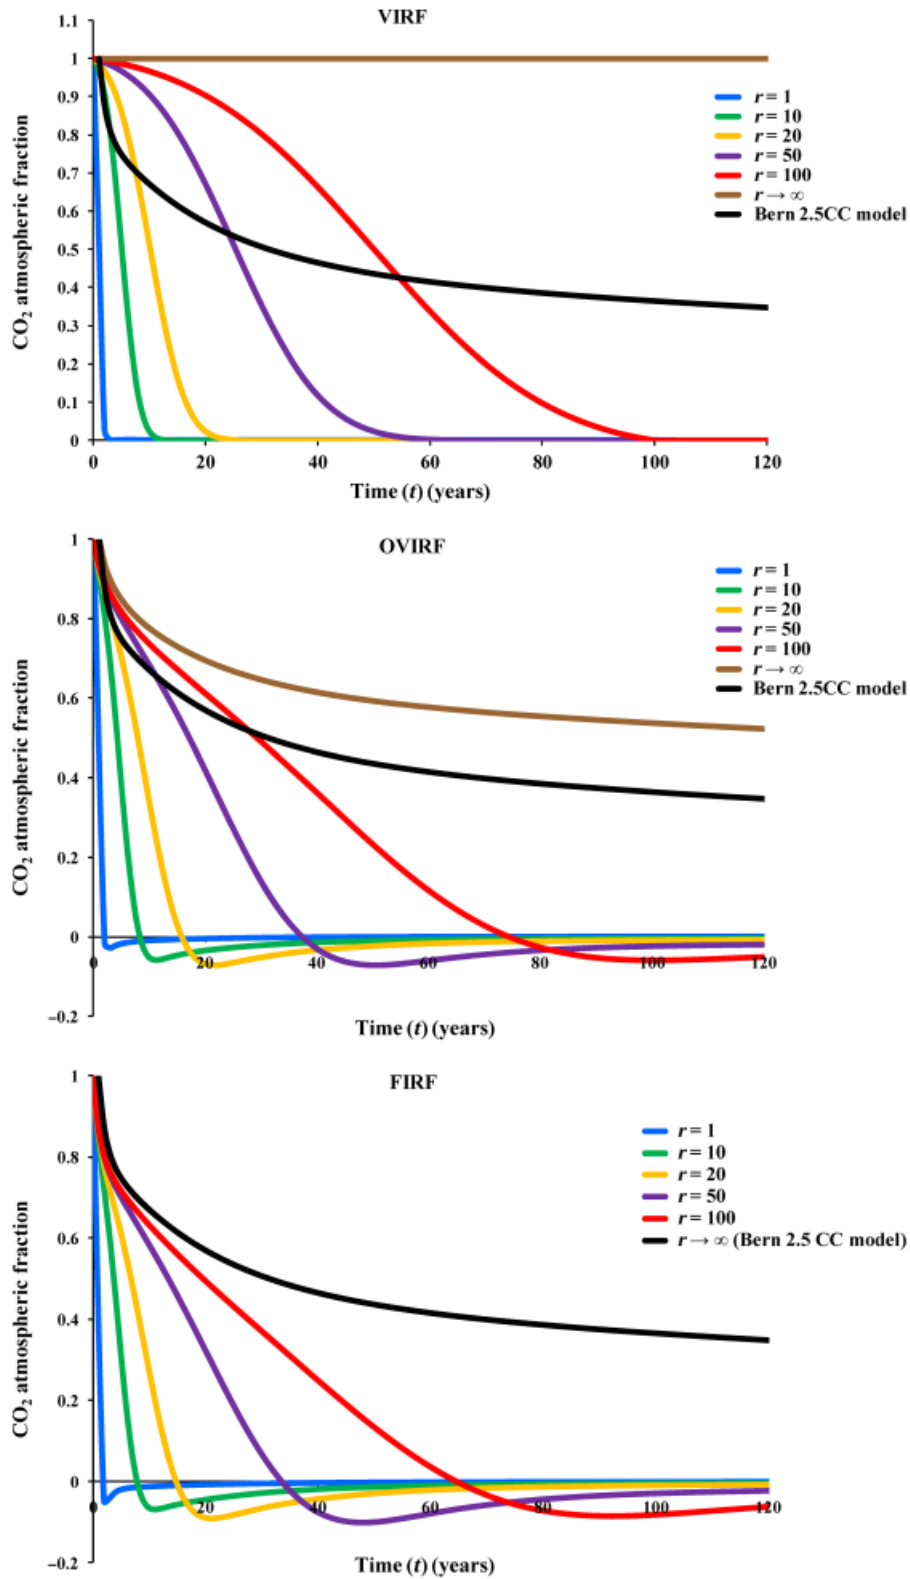 VIRF
1.1
1
0.9
0.8
0.7
0.6
0.5
0.4
0.3
0.2
0.1
0
CO2 atmospheric fraction
r = 1
r = 10
r = 20
r = 50
r = 100
r → ∞
Bern 2.5CC model
0 20 40 60 80 100 120
Time (t) (years)
OVIRF
1
0.8
0.6
0.4
0.2
0
–0.2
CO2 atmospheric fraction
r = 1
r = 10
r = 20
r = 50
r = 100
r → ∞
Bern 2.5CC model
0 20 40 60 80 100 120
Time (t) (years)
FIRF
1
0.8
0.6
0.4
0.2
0
–0.2
CO2 atmospheric fraction
r = 1
r = 10
r = 20
r = 50
r = 100
r → ∞ (Bern 2.5 CC model)
0 20 40 60 80 100 120
Time (t) (years)